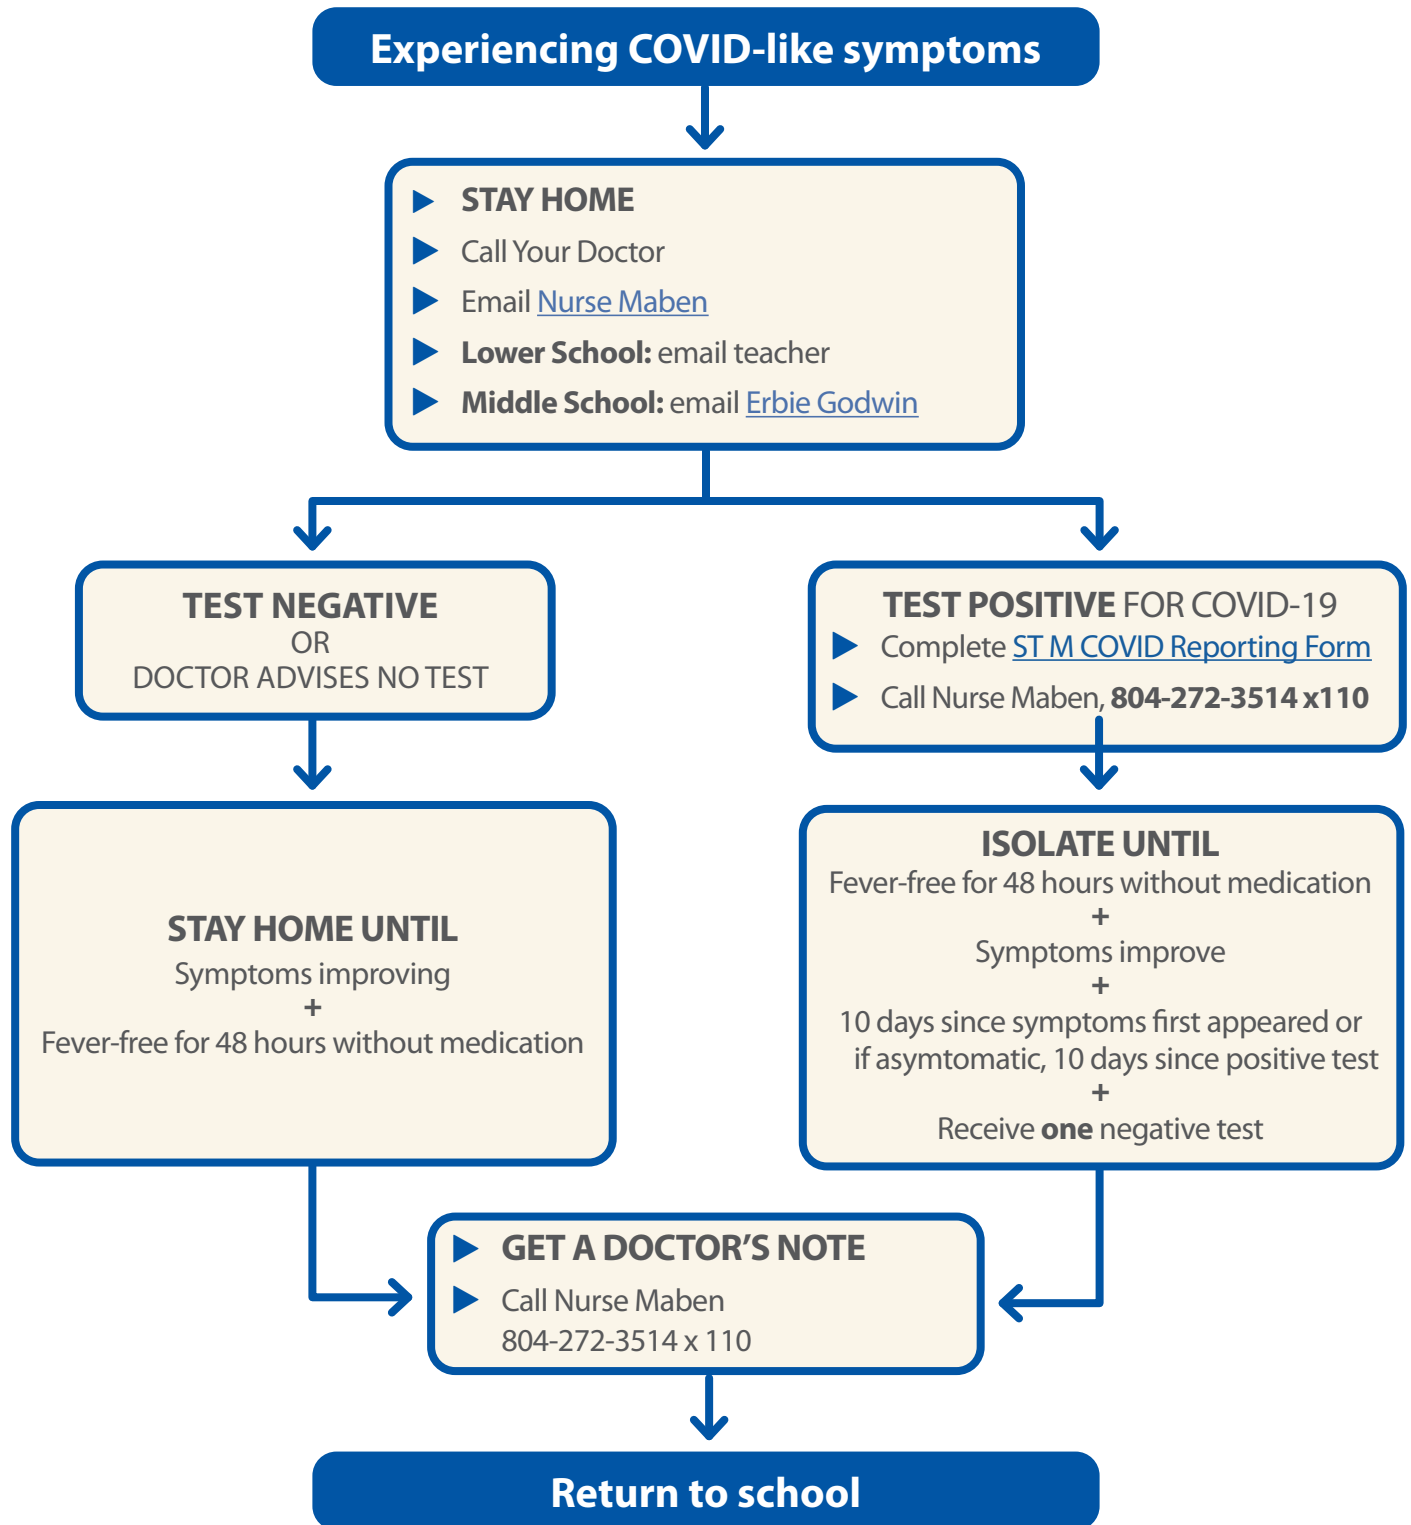 Experiencing COVID-like symptoms
STAY HOME
Call Your Doctor
Email Nurse Maben
Lower School: email teacher
Middle School: email Erbie Godwin
TEST NEGATIVE
OR
DOCTOR ADVISES NO TEST
TEST POSITIVE FOR COVID-19
Complete ST M COVID Reporting Form
Call Nurse Maben, 804-272-3514 x110
STAY HOME UNTIL
Symptoms improving
+
Fever-free for 48 hours without medication
ISOLATE UNTIL
Fever-free for 48 hours without medication
+
Symptoms improve
+
10 days since symptoms first appeared or
if asymtomatic, 10 days since positive test
+
Receive one negative test
GET A DOCTOR’S NOTE
Call Nurse Maben
804-272-3514 x 110
Return to school